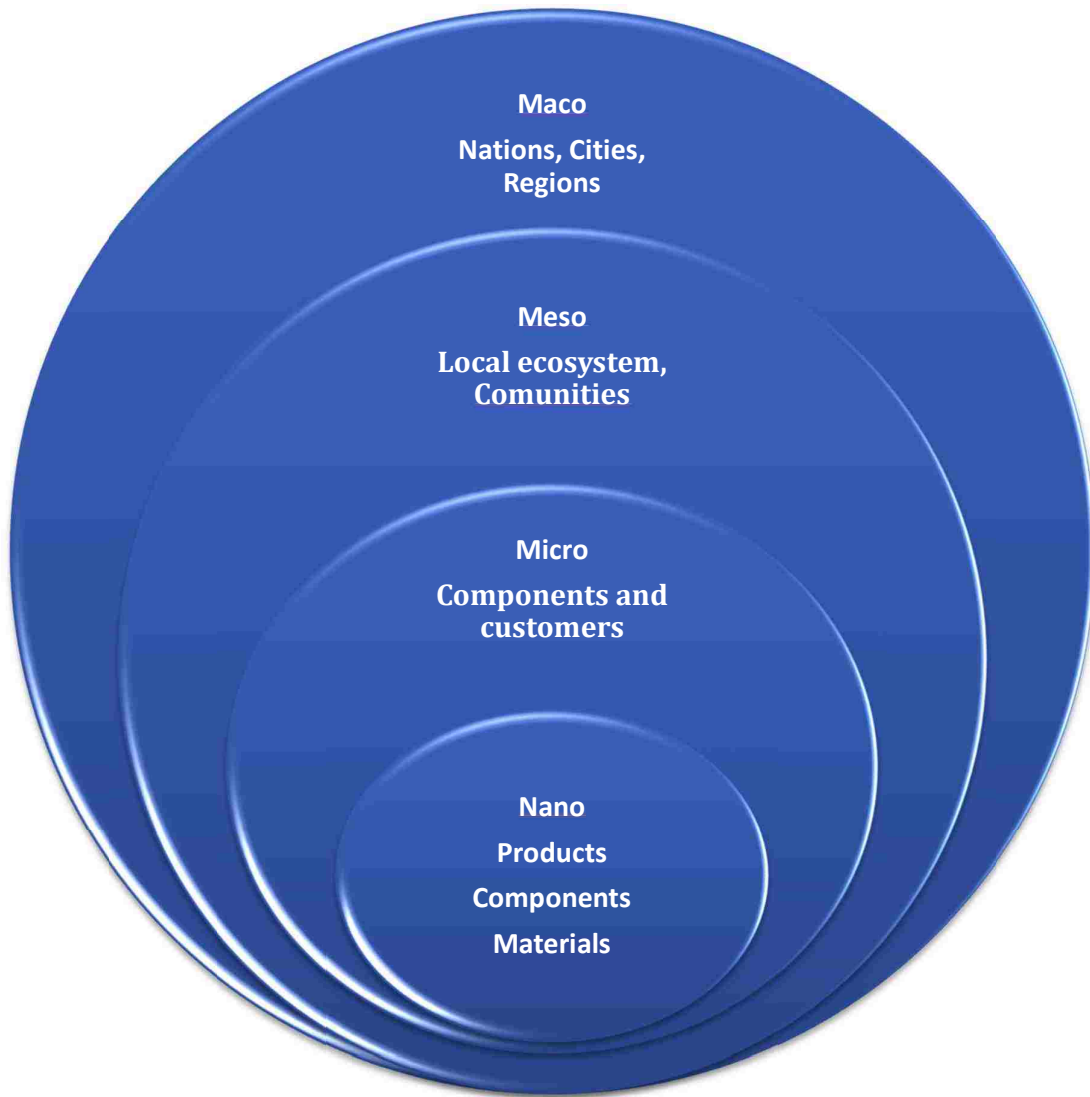 Maco
Nations, Cities,
Regions
Meso
Local ecosystem,
Comunities
Micro
Components and
customers
Nano
Products
Components
Materials